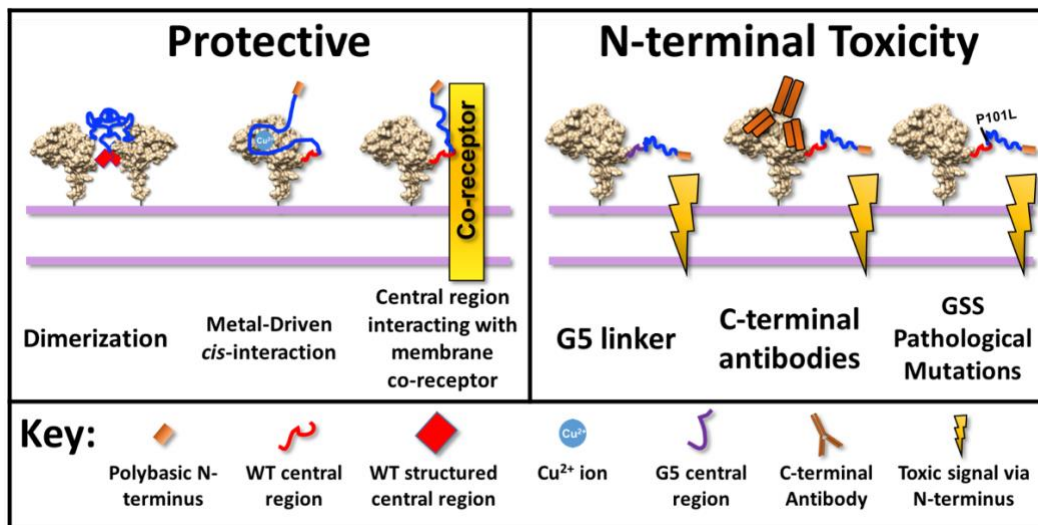 Protective
N-terminal Toxicity
Cu²⁺
Co-receptor
P101L
Dimerization
Metal-Driven
cis-interaction
Central region
interacting with
membrane
co-receptor
G5 linker
C-terminal
antibodies
GSS
Pathological
Mutations
Key:
Cu²⁺
Polybasic N-
terminus
WT central
region
WT structured
central region
Cu²⁺ ion
G5 central
region
C-terminal
Antibody
Toxic signal via
N-terminus